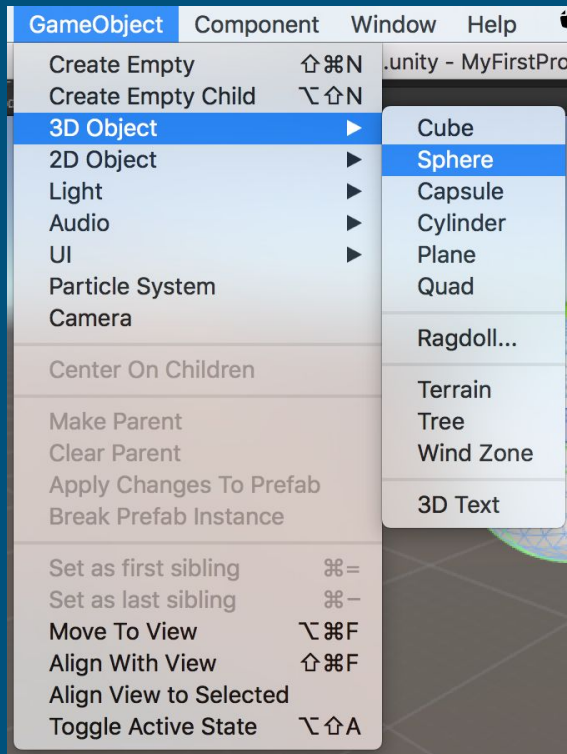 GameObject Component Window Help
.unity - MyFirstPro
Create Empty ⇧⌘N
Create Empty Child ⌥⇧N
3D Object ▶
2D Object ▶
Light ▶
Audio ▶
UI ▶
Particle System
Camera
Center On Children
Make Parent
Clear Parent
Apply Changes To Prefab
Break Prefab Instance
Set as first sibling ⌘=
Set as last sibling ⌘−
Move To View ⌥⌘F
Align With View ⇧⌘F
Align View to Selected
Toggle Active State ⌥⇧A
Cube
Sphere
Capsule
Cylinder
Plane
Quad
Ragdoll...
Terrain
Tree
Wind Zone
3D Text